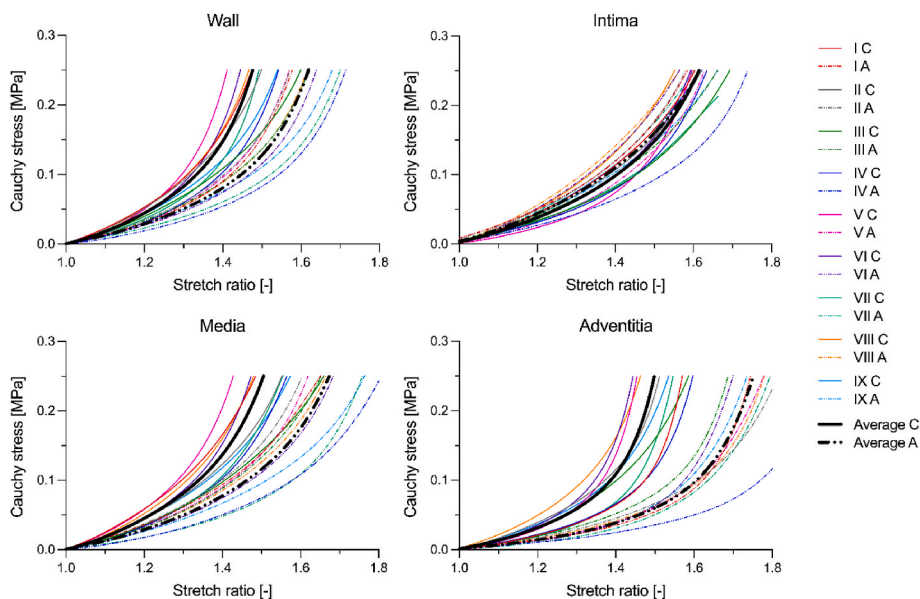 Wall
0.3
0.2
0.1
0.0
Cauchy stress [MPa]
1.0 1.2 1.4 1.6 1.8
Stretch ratio [-]
Intima
0.3
0.2
0.1
0.0
Cauchy stress [MPa]
1.0 1.2 1.4 1.6 1.8
Stretch ratio [-]
Media
0.3
0.2
0.1
0.0
Cauchy stress [MPa]
1.0 1.2 1.4 1.6 1.8
Stretch ratio [-]
Adventitia
0.3
0.2
0.1
0.0
Cauchy stress [MPa]
1.0 1.2 1.4 1.6 1.8
Stretch ratio [-]
I C
I A
II C
II A
III C
III A
IV C
IV A
V C
V A
VI C
VI A
VII C
VII A
VIII C
VIII A
IX C
IX A
Average C
Average A